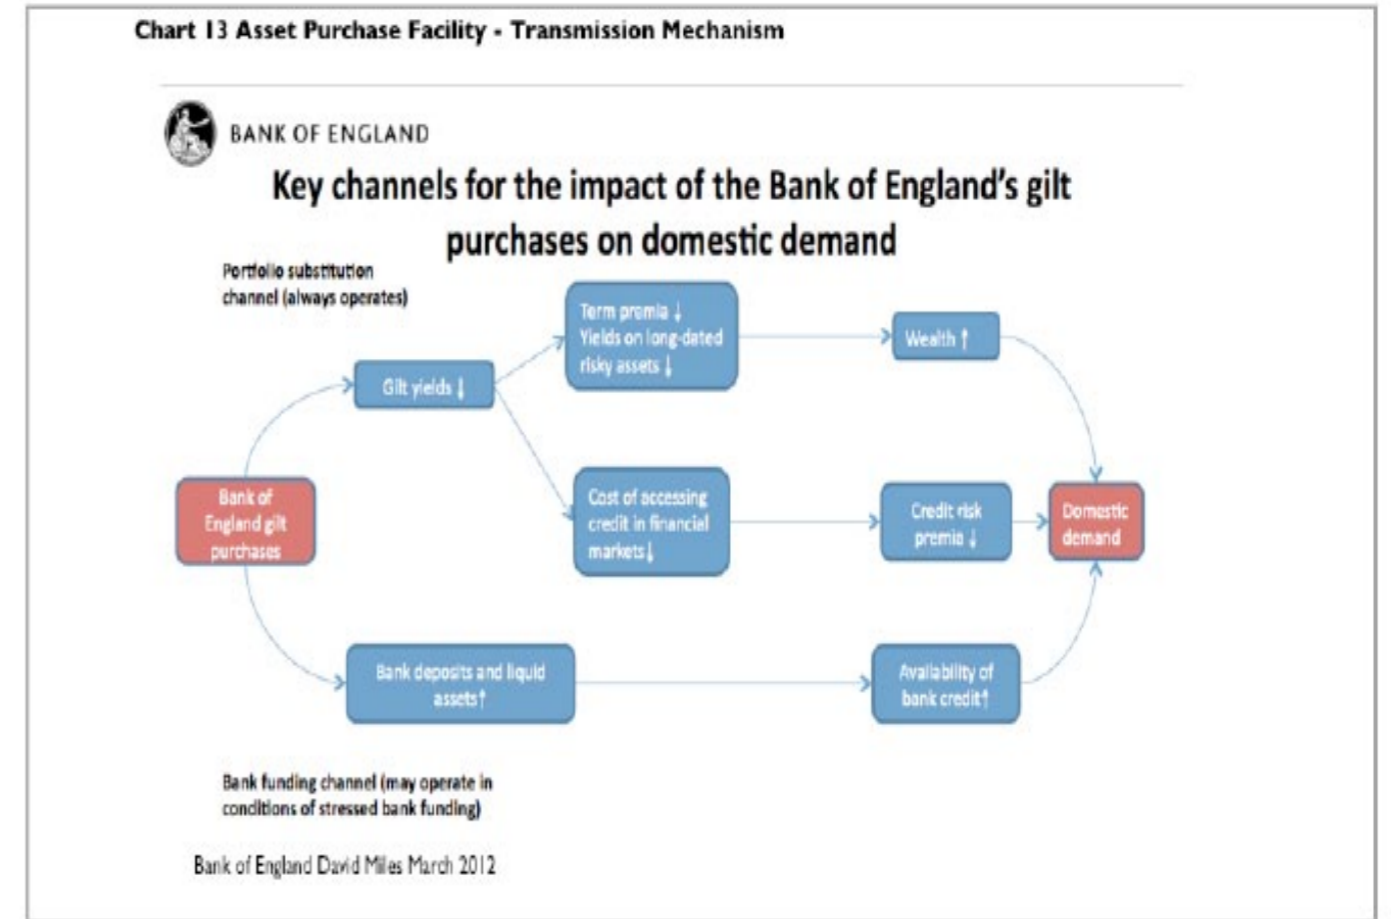 Chart 13 Asset Purchase Facility - Transmission Mechanism
BANK OF ENGLAND
Key channels for the impact of the Bank of England's gilt
purchases on domestic demand
Portfolio substitution
channel (always operates)
Term premia ↓
Yields on long-dated
risky assets ↓
Wealth ↑
Gilt yields ↓
Bank of
England gilt
purchases
Cost of accessing
credit in financial
markets↓
Credit risk
premia ↓
Domestic
demand
Bank deposits and liquid
assets↑
Availability of
bank credit↑
Bank funding channel (may operate in
conditions of stressed bank funding)
Bank of England David Miles March 2012